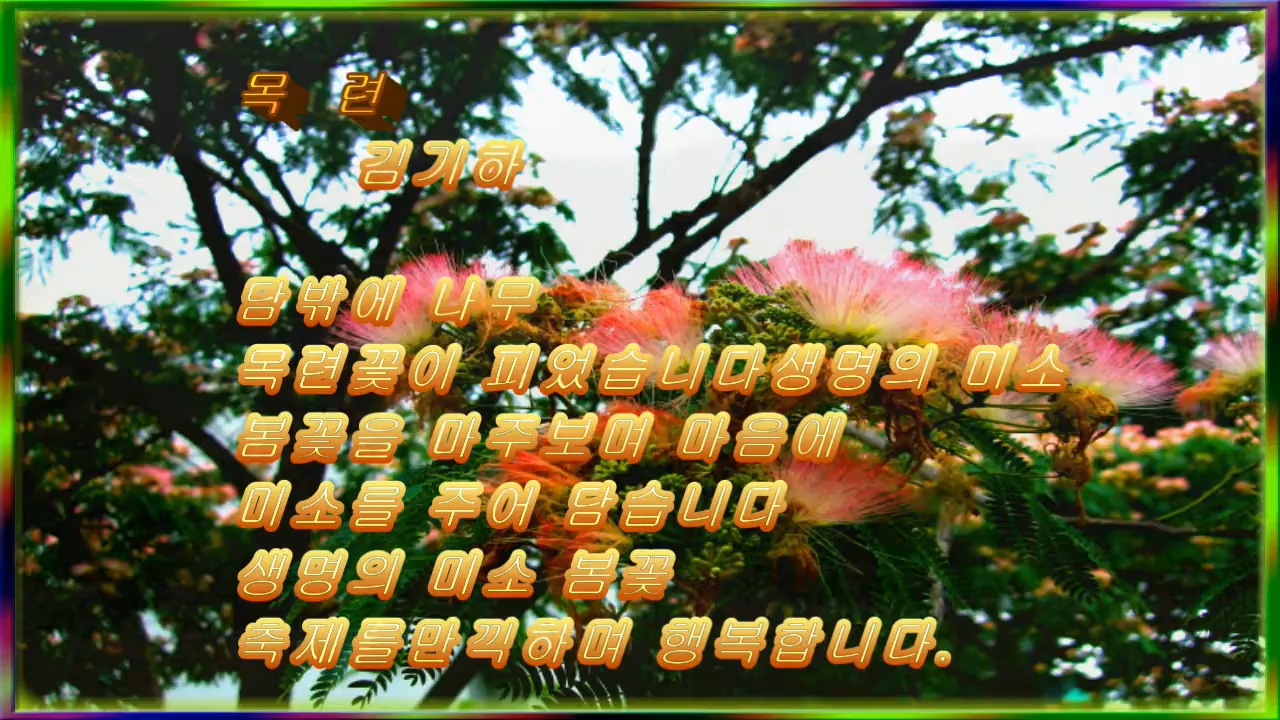 목 련
김기하
담밖에 나무
목련꽃이 피었습니다생명의 미소
봄꽃을 마주보며 마음에
미소를 주어 담습니다
생명의 미소 봄꽃
축제를만끽하며 행복합니다.